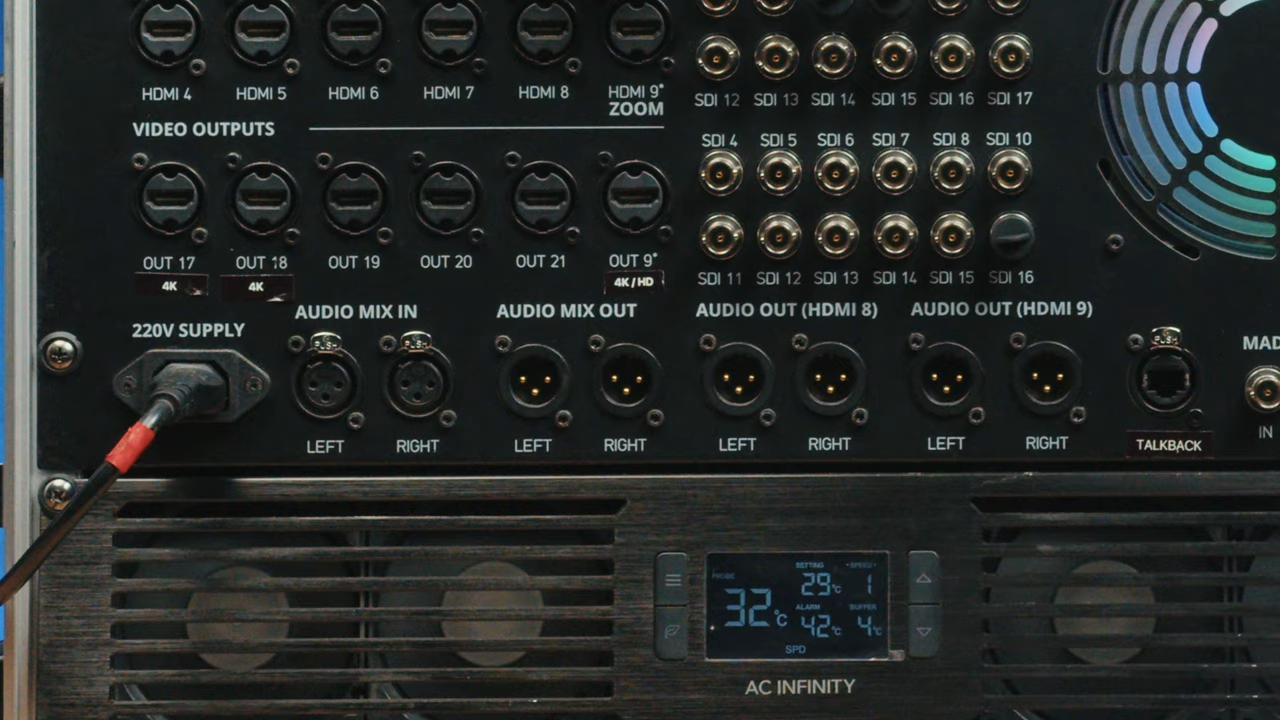 HDMI 4 HDMI 5 HDMI 6 HDMI 7 HDMI 8 HDMI 9*
ZOOM
SDI 12 SDI 13 SDI 14 SDI 15 SDI 16 SDI 17
VIDEO OUTPUTS
SDI 4 SDI 5 SDI 6 SDI 7 SDI 8 SDI 10
OUT 17 OUT 18 OUT 19 OUT 20 OUT 21 OUT 9*
4K 4K 4K / HD
SDI 11 SDI 12 SDI 13 SDI 14 SDI 15 SDI 16
220V SUPPLY
AUDIO MIX IN AUDIO MIX OUT AUDIO OUT (HDMI 8) AUDIO OUT (HDMI 9)
PUSH PUSH PUSH
MAD
LEFT RIGHT LEFT RIGHT LEFT RIGHT LEFT RIGHT TALKBACK IN
PROBE SETTING SPEED
32°C 29°C 1
ALARM BUFFER
42°C 4°C
SPD
AC INFINITY